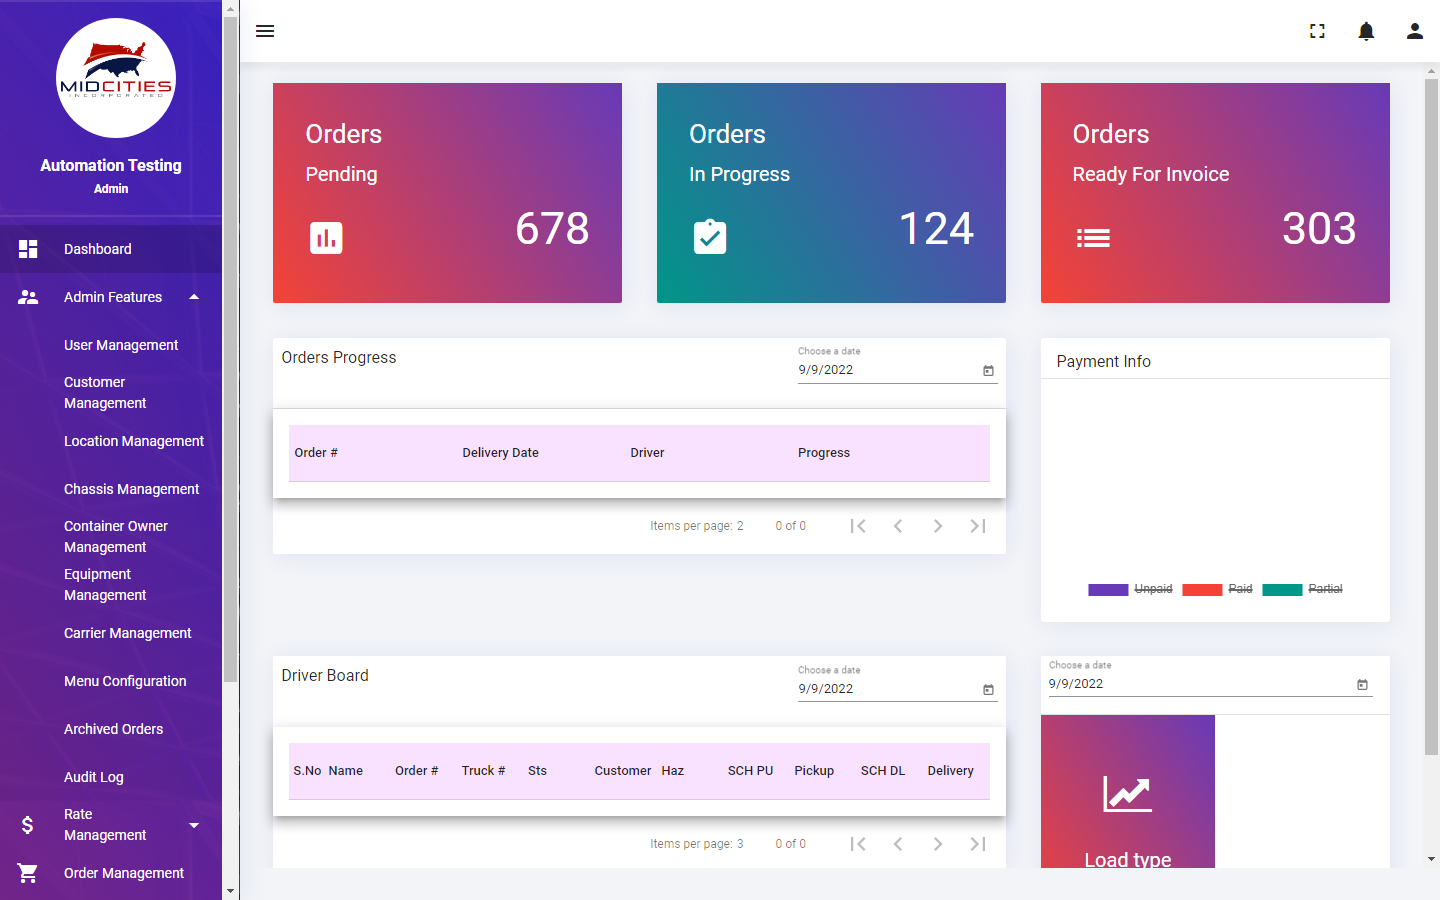 MIDCITIES
INCORPORATED
Automation Testing
Admin
Dashboard
Admin Features
User Management
Customer
Management
Location Management
Chassis Management
Container Owner
Management
Equipment
Management
Carrier Management
Menu Configuration
Archived Orders
Audit Log
Rate
Management
Order Management
Orders
Pending
678
Orders
In Progress
124
Orders
Ready For Invoice
303
Orders Progress
Choose a date
9/9/2022
Order # Delivery Date Driver Progress
Items per page: 2 0 of 0
Payment Info
Unpaid Paid Partial
Driver Board
Choose a date
9/9/2022
S.No Name Order # Truck # Sts Customer Haz SCH PU Pickup SCH DL Delivery
Items per page: 3 0 of 0
Choose a date
9/9/2022
Load type